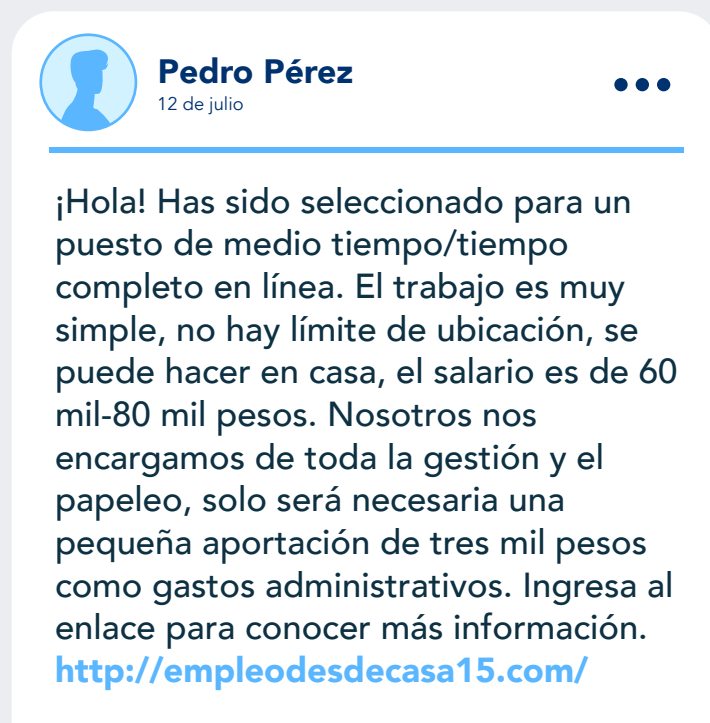 Pedro Pérez
12 de julio
¡Hola! Has sido seleccionado para un
puesto de medio tiempo/tiempo
completo en línea. El trabajo es muy
simple, no hay límite de ubicación, se
puede hacer en casa, el salario es de 60
mil-80 mil pesos. Nosotros nos
encargamos de toda la gestión y el
papeleo, solo será necesaria una
pequeña aportación de tres mil pesos
como gastos administrativos. Ingresa al
enlace para conocer más información.
http://empleodesdecasa15.com/